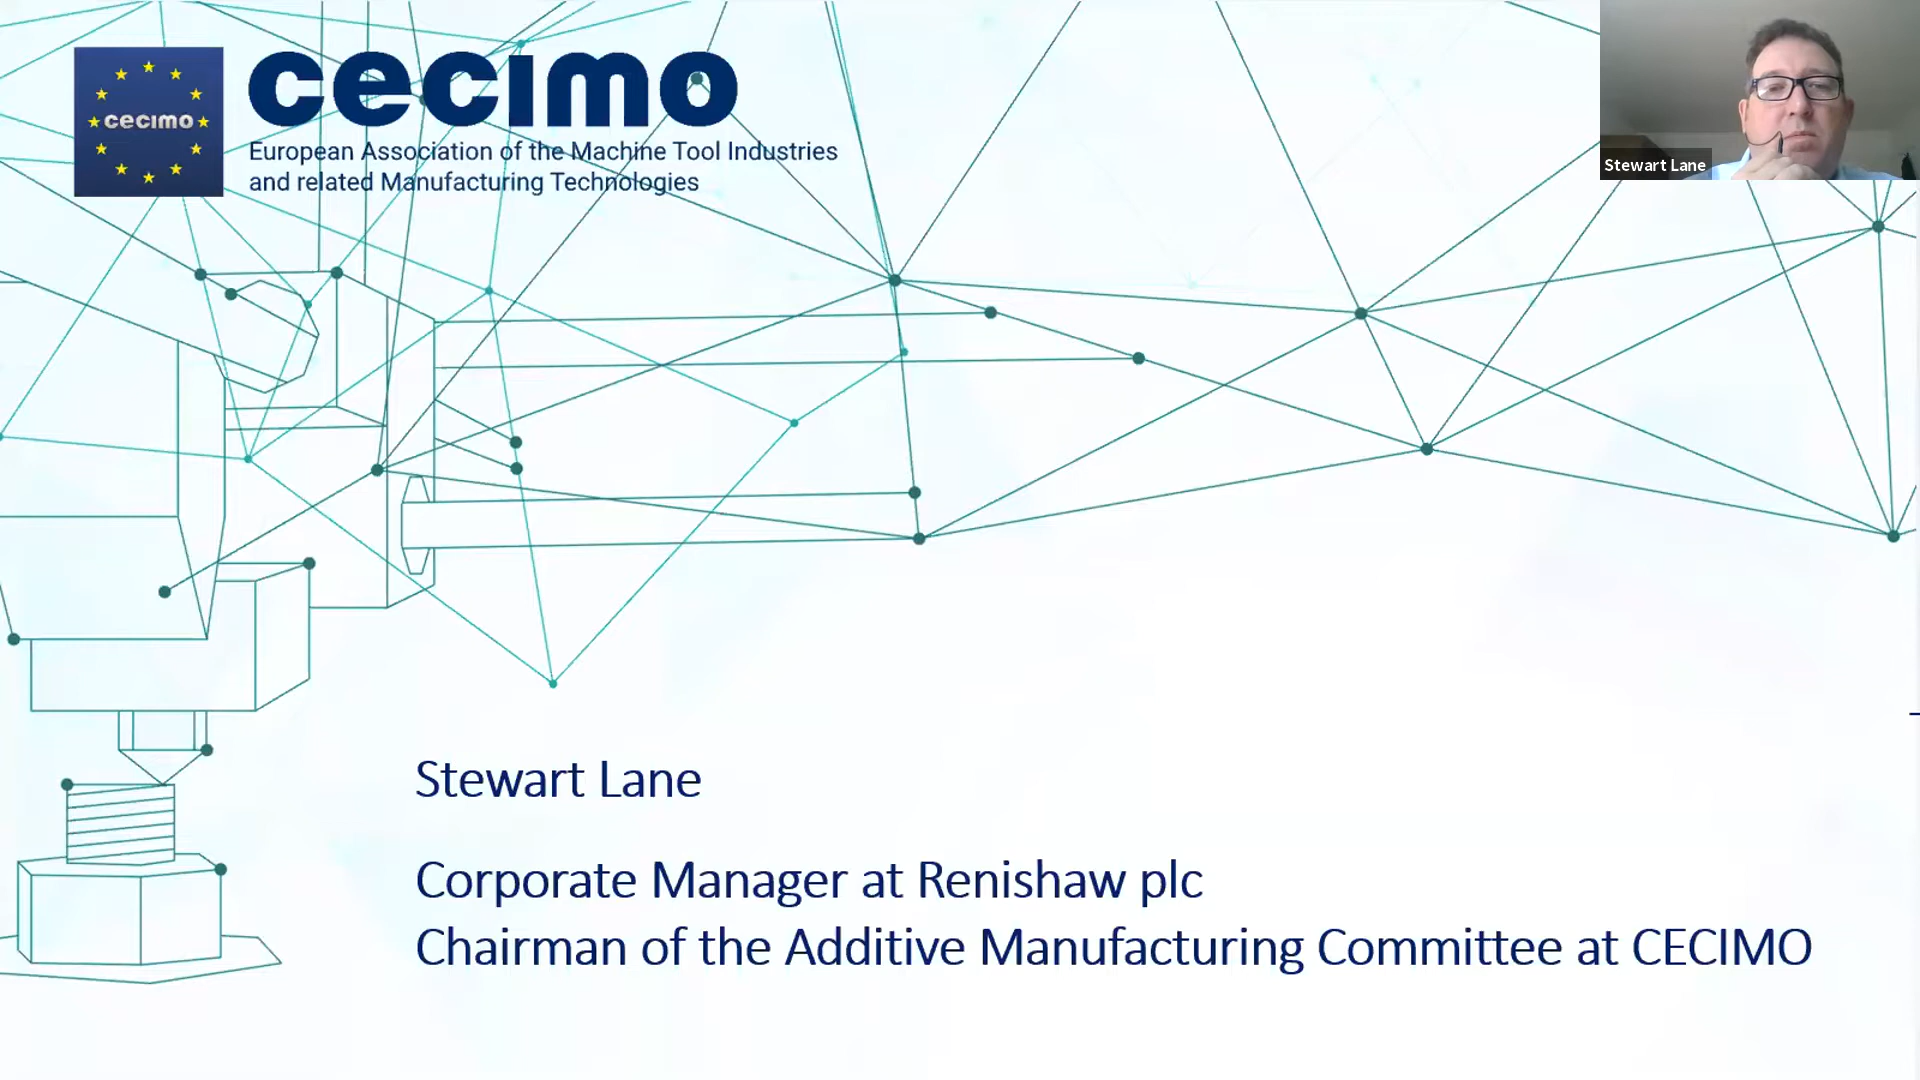 cecimo
cecimo
European Association of the Machine Tool Industries
and related Manufacturing Technologies
Stewart Lane
Stewart Lane
Corporate Manager at Renishaw plc
Chairman of the Additive Manufacturing Committee at CECIMO